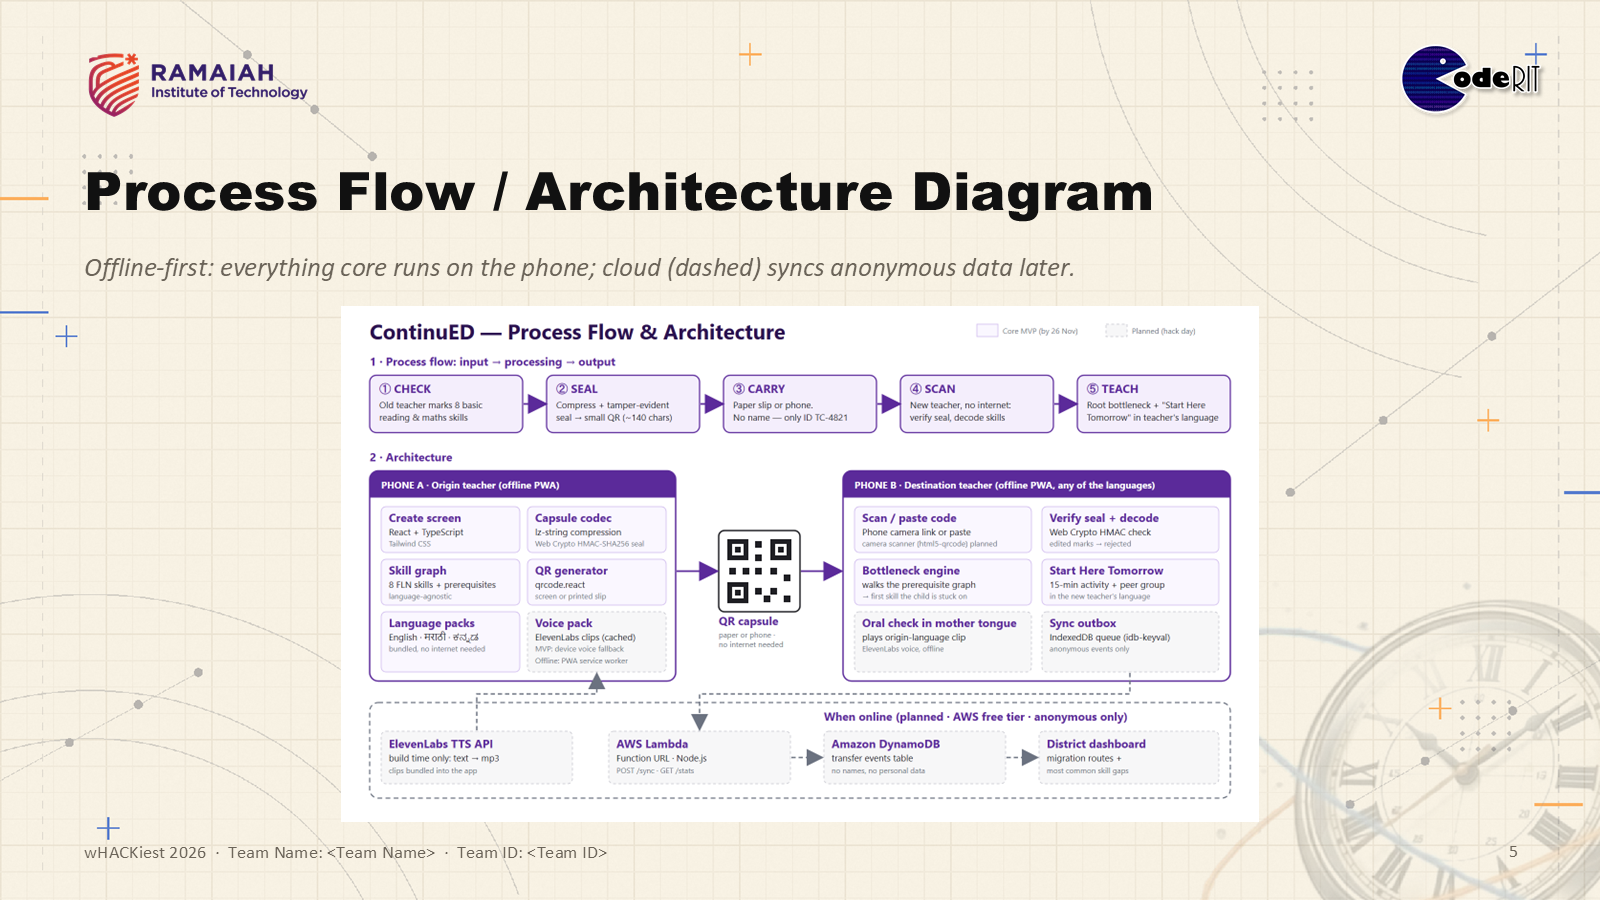 RAMAIAH
Institute of Technology
odeRIT
Process Flow / Architecture Diagram
Offline-first: everything core runs on the phone; cloud (dashed) syncs anonymous data later.
ContinuED — Process Flow & Architecture
Core MVP (by 26 Nov)
Planned (hack day)
1 · Process flow: input → processing → output
① CHECK
Old teacher marks 8 basic
reading & maths skills
② SEAL
Compress + tamper-evident
seal → small QR (~140 chars)
③ CARRY
Paper slip or phone.
No name — only ID TC-4821
④ SCAN
New teacher, no internet:
verify seal, decode skills
⑤ TEACH
Root bottleneck + "Start Here
Tomorrow" in teacher's language
2 · Architecture
PHONE A · Origin teacher (offline PWA)
Create screen
React + TypeScript
Tailwind CSS
Capsule codec
lz-string compression
Web Crypto HMAC-SHA256 seal
Skill graph
8 FLN skills + prerequisites
language-agnostic
QR generator
qrcode.react
screen or printed slip
Language packs
English · मराठी · ಕನ್ನಡ
bundled, no internet needed
Voice pack
ElevenLabs clips (cached)
MVP: device voice fallback
Offline: PWA service worker
QR capsule
paper or phone ·
no internet needed
PHONE B · Destination teacher (offline PWA, any of the languages)
Scan / paste code
Phone camera link or paste
camera scanner (html5-qrcode) planned
Verify seal + decode
Web Crypto HMAC check
edited marks → rejected
Bottleneck engine
walks the prerequisite graph
→ first skill the child is stuck on
Start Here Tomorrow
15-min activity + peer group
in the new teacher's language
Oral check in mother tongue
plays origin-language clip
ElevenLabs voice, offline
Sync outbox
IndexedDB queue (idb-keyval)
anonymous events only
When online (planned · AWS free tier · anonymous only)
ElevenLabs TTS API
build time only: text → mp3
clips bundled into the app
AWS Lambda
Function URL · Node.js
POST /sync · GET /stats
Amazon DynamoDB
transfer events table
no names, no personal data
District dashboard
migration routes +
most common skill gaps
wHACKiest 2026 · Team Name: <Team Name> · Team ID: <Team ID>
5